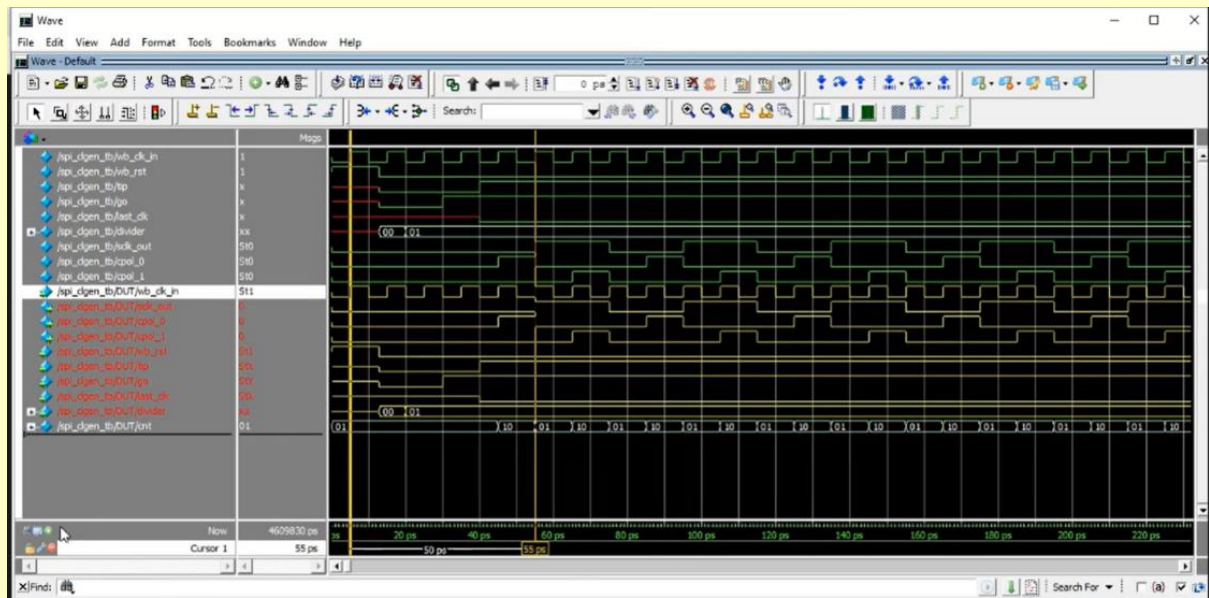 Wave
File Edit View Add Format Tools Bookmarks Window Help
Wave - Default
0 ps
Search:
Msgs
/spi_clgen_tb/wb_clk_in 1
/spi_clgen_tb/wb_rst 1
/spi_clgen_tb/tip x
/spi_clgen_tb/go x
/spi_clgen_tb/last_clk x
/spi_clgen_tb/divider xx 00 01
/spi_clgen_tb/sclk_out St0
/spi_clgen_tb/cpol_0 St0
/spi_clgen_tb/cpol_1 St0
/spi_clgen_tb/DUT/wb_clk_in St1
/spi_clgen_tb/DUT/sclk_out 0
/spi_clgen_tb/DUT/cpol_0 0
/spi_clgen_tb/DUT/cpol_1 0
/spi_clgen_tb/DUT/wb_rst St1
/spi_clgen_tb/DUT/tip StX
/spi_clgen_tb/DUT/go StX
/spi_clgen_tb/DUT/last_clk StX
/spi_clgen_tb/DUT/divider xx 00 01
/spi_clgen_tb/DUT/cnt 01 01 10 01 10 01 10 01 10 01 10 01 10 01 10 01 10 01 10 01 10
Now 4609830 ps ps 20 ps 40 ps 60 ps 80 ps 100 ps 120 ps 140 ps 160 ps 180 ps 200 ps 220 ps
Cursor 1 55 ps 50 ps 55 ps
Find: Search For (a)